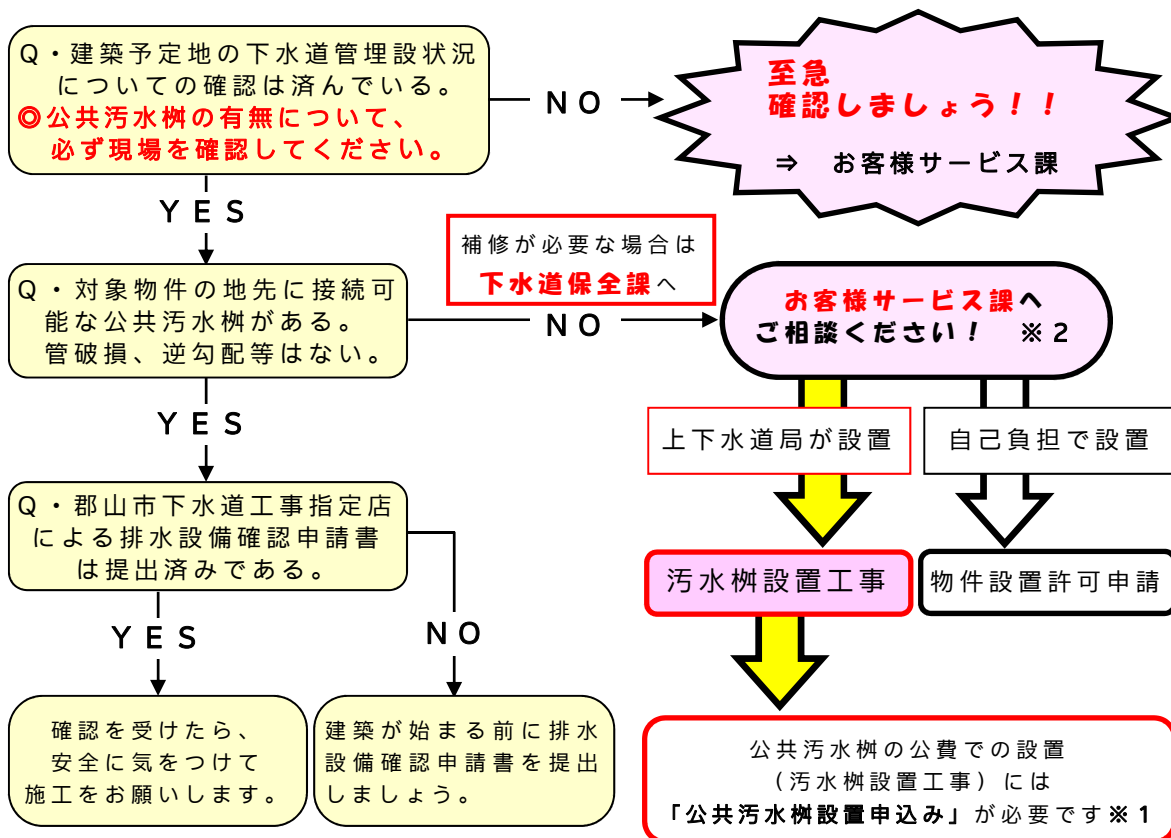 Q・建築予定地の下水道管埋設状況
についての確認は済んでいる。
◎公共汚水桝の有無について、
必ず現場を確認してください。
NO
至急
確認しましょう！！
⇒ お客様サービス課
YES
補修が必要な場合は
下水道保全課へ
Q・対象物件の地先に接続可
能な公共汚水桝がある。
管破損、逆勾配等はない。
NO
お客様サービス課へ
ご相談ください！ ※2
YES
上下水道局が設置
自己負担で設置
Q・郡山市下水道工事指定店
による排水設備確認申請書
は提出済みである。
汚水桝設置工事
物件設置許可申請
YES
NO
確認を受けたら、
安全に気をつけて
施工をお願いします。
建築が始まる前に排水
設備確認申請書を提出
しましょう。
公共汚水桝の公費での設置
（汚水桝設置工事）には
「公共汚水桝設置申込み」が必要です※1